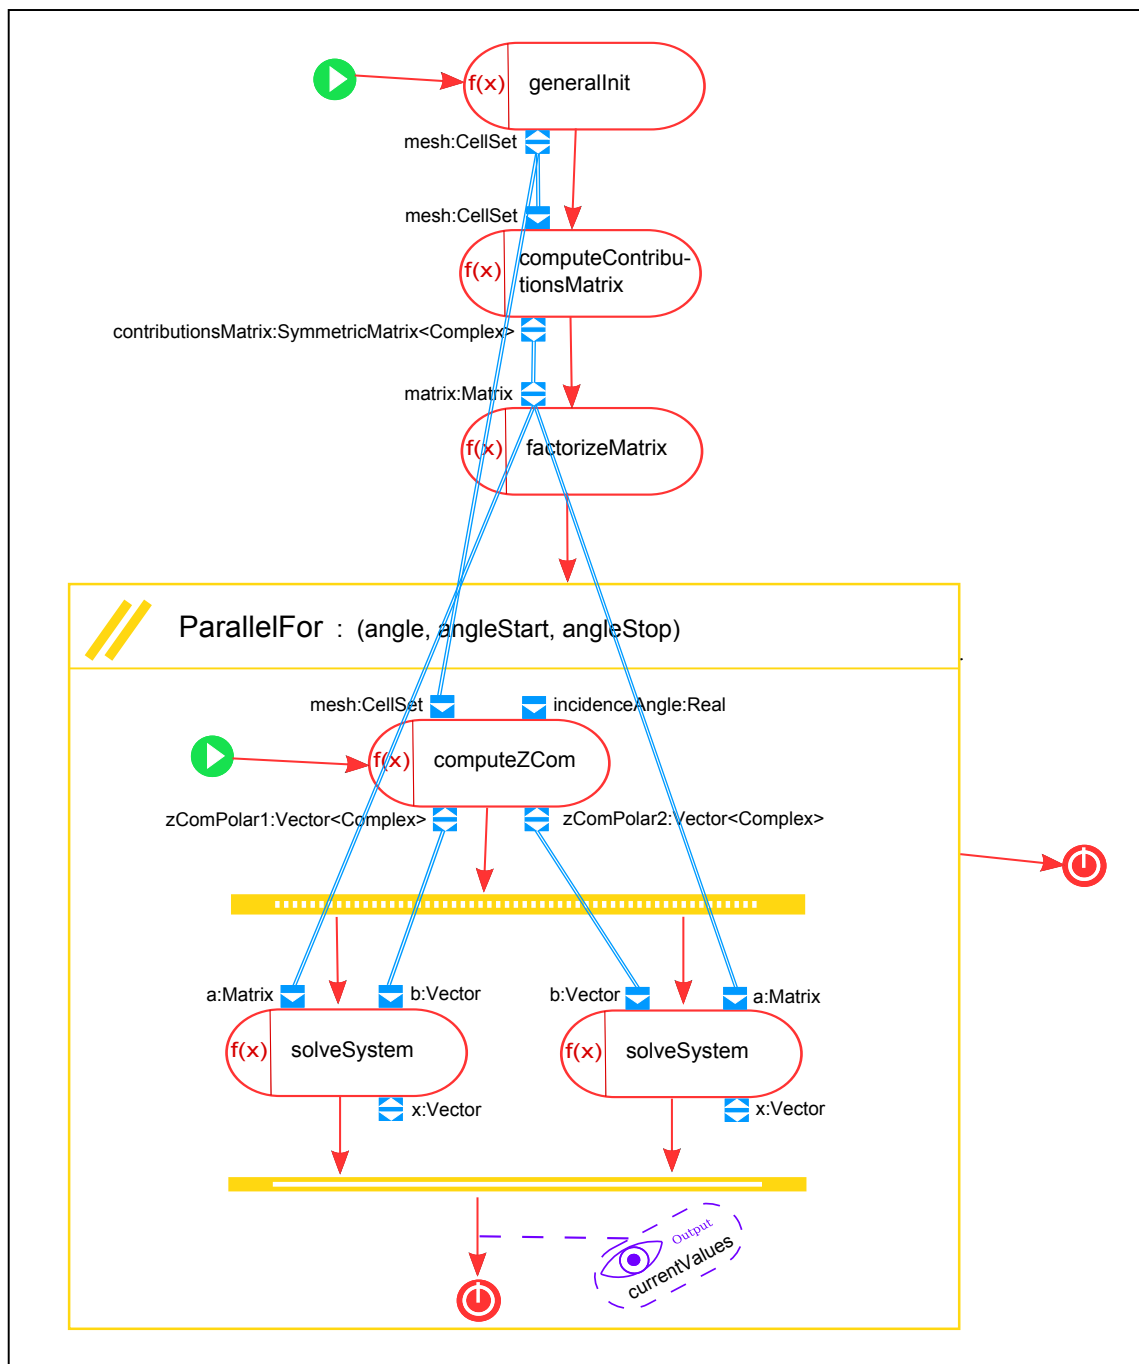 f(x) generalInit
mesh:CellSet
mesh:CellSet
f(x) computeContribu-
tionsMatrix
contributionsMatrix:SymmetricMatrix<Complex>
matrix:Matrix
f(x) factorizeMatrix
ParallelFor : (angle, angleStart, angleStop)
mesh:CellSet incidenceAngle:Real
f(x) computeZCom
zComPolar1:Vector<Complex> zComPolar2:Vector<Complex>
a:Matrix b:Vector b:Vector a:Matrix
f(x) solveSystem f(x) solveSystem
x:Vector x:Vector
Output
currentValues